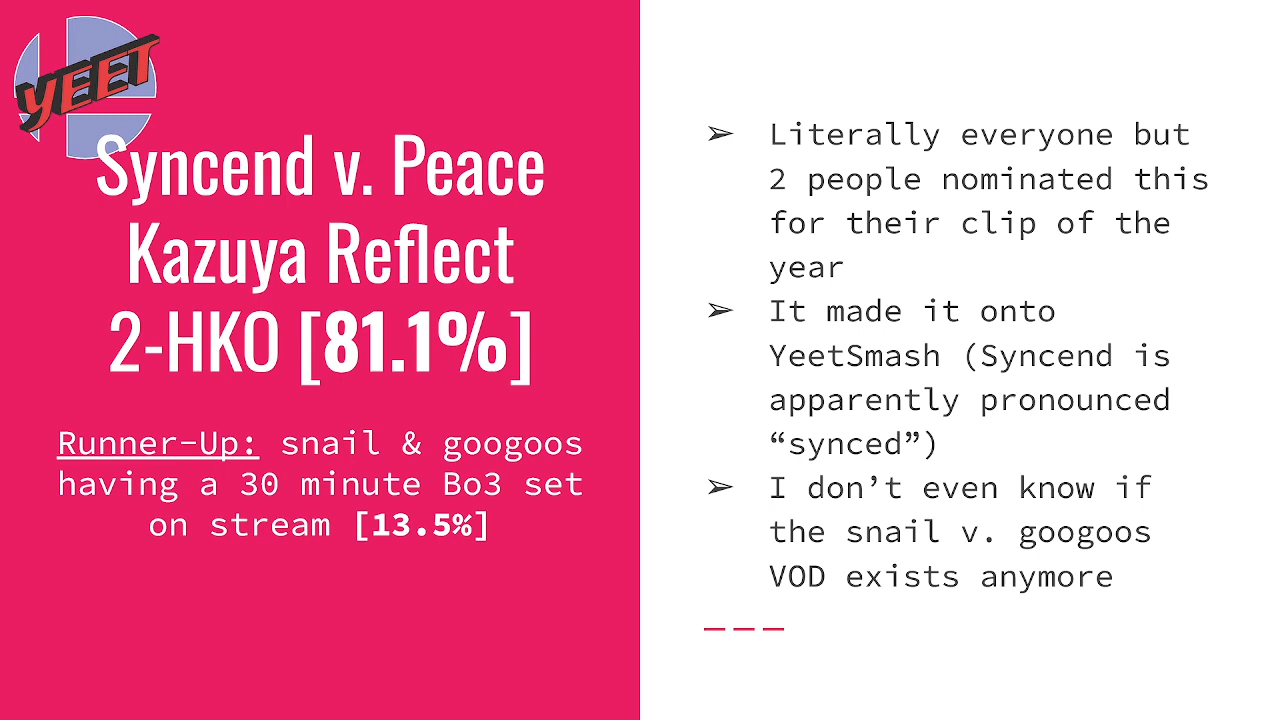 YEET
Syncend v. Peace
Kazuya Reflect
2-HKO [81.1%]
Runner-Up: snail & googoos
having a 30 minute Bo3 set
on stream [13.5%]
➢ Literally everyone but
2 people nominated this
for their clip of the
year
➢ It made it onto
YeetSmash (Syncend is
apparently pronounced
“synced”)
➢ I don’t even know if
the snail v. googoos
VOD exists anymore